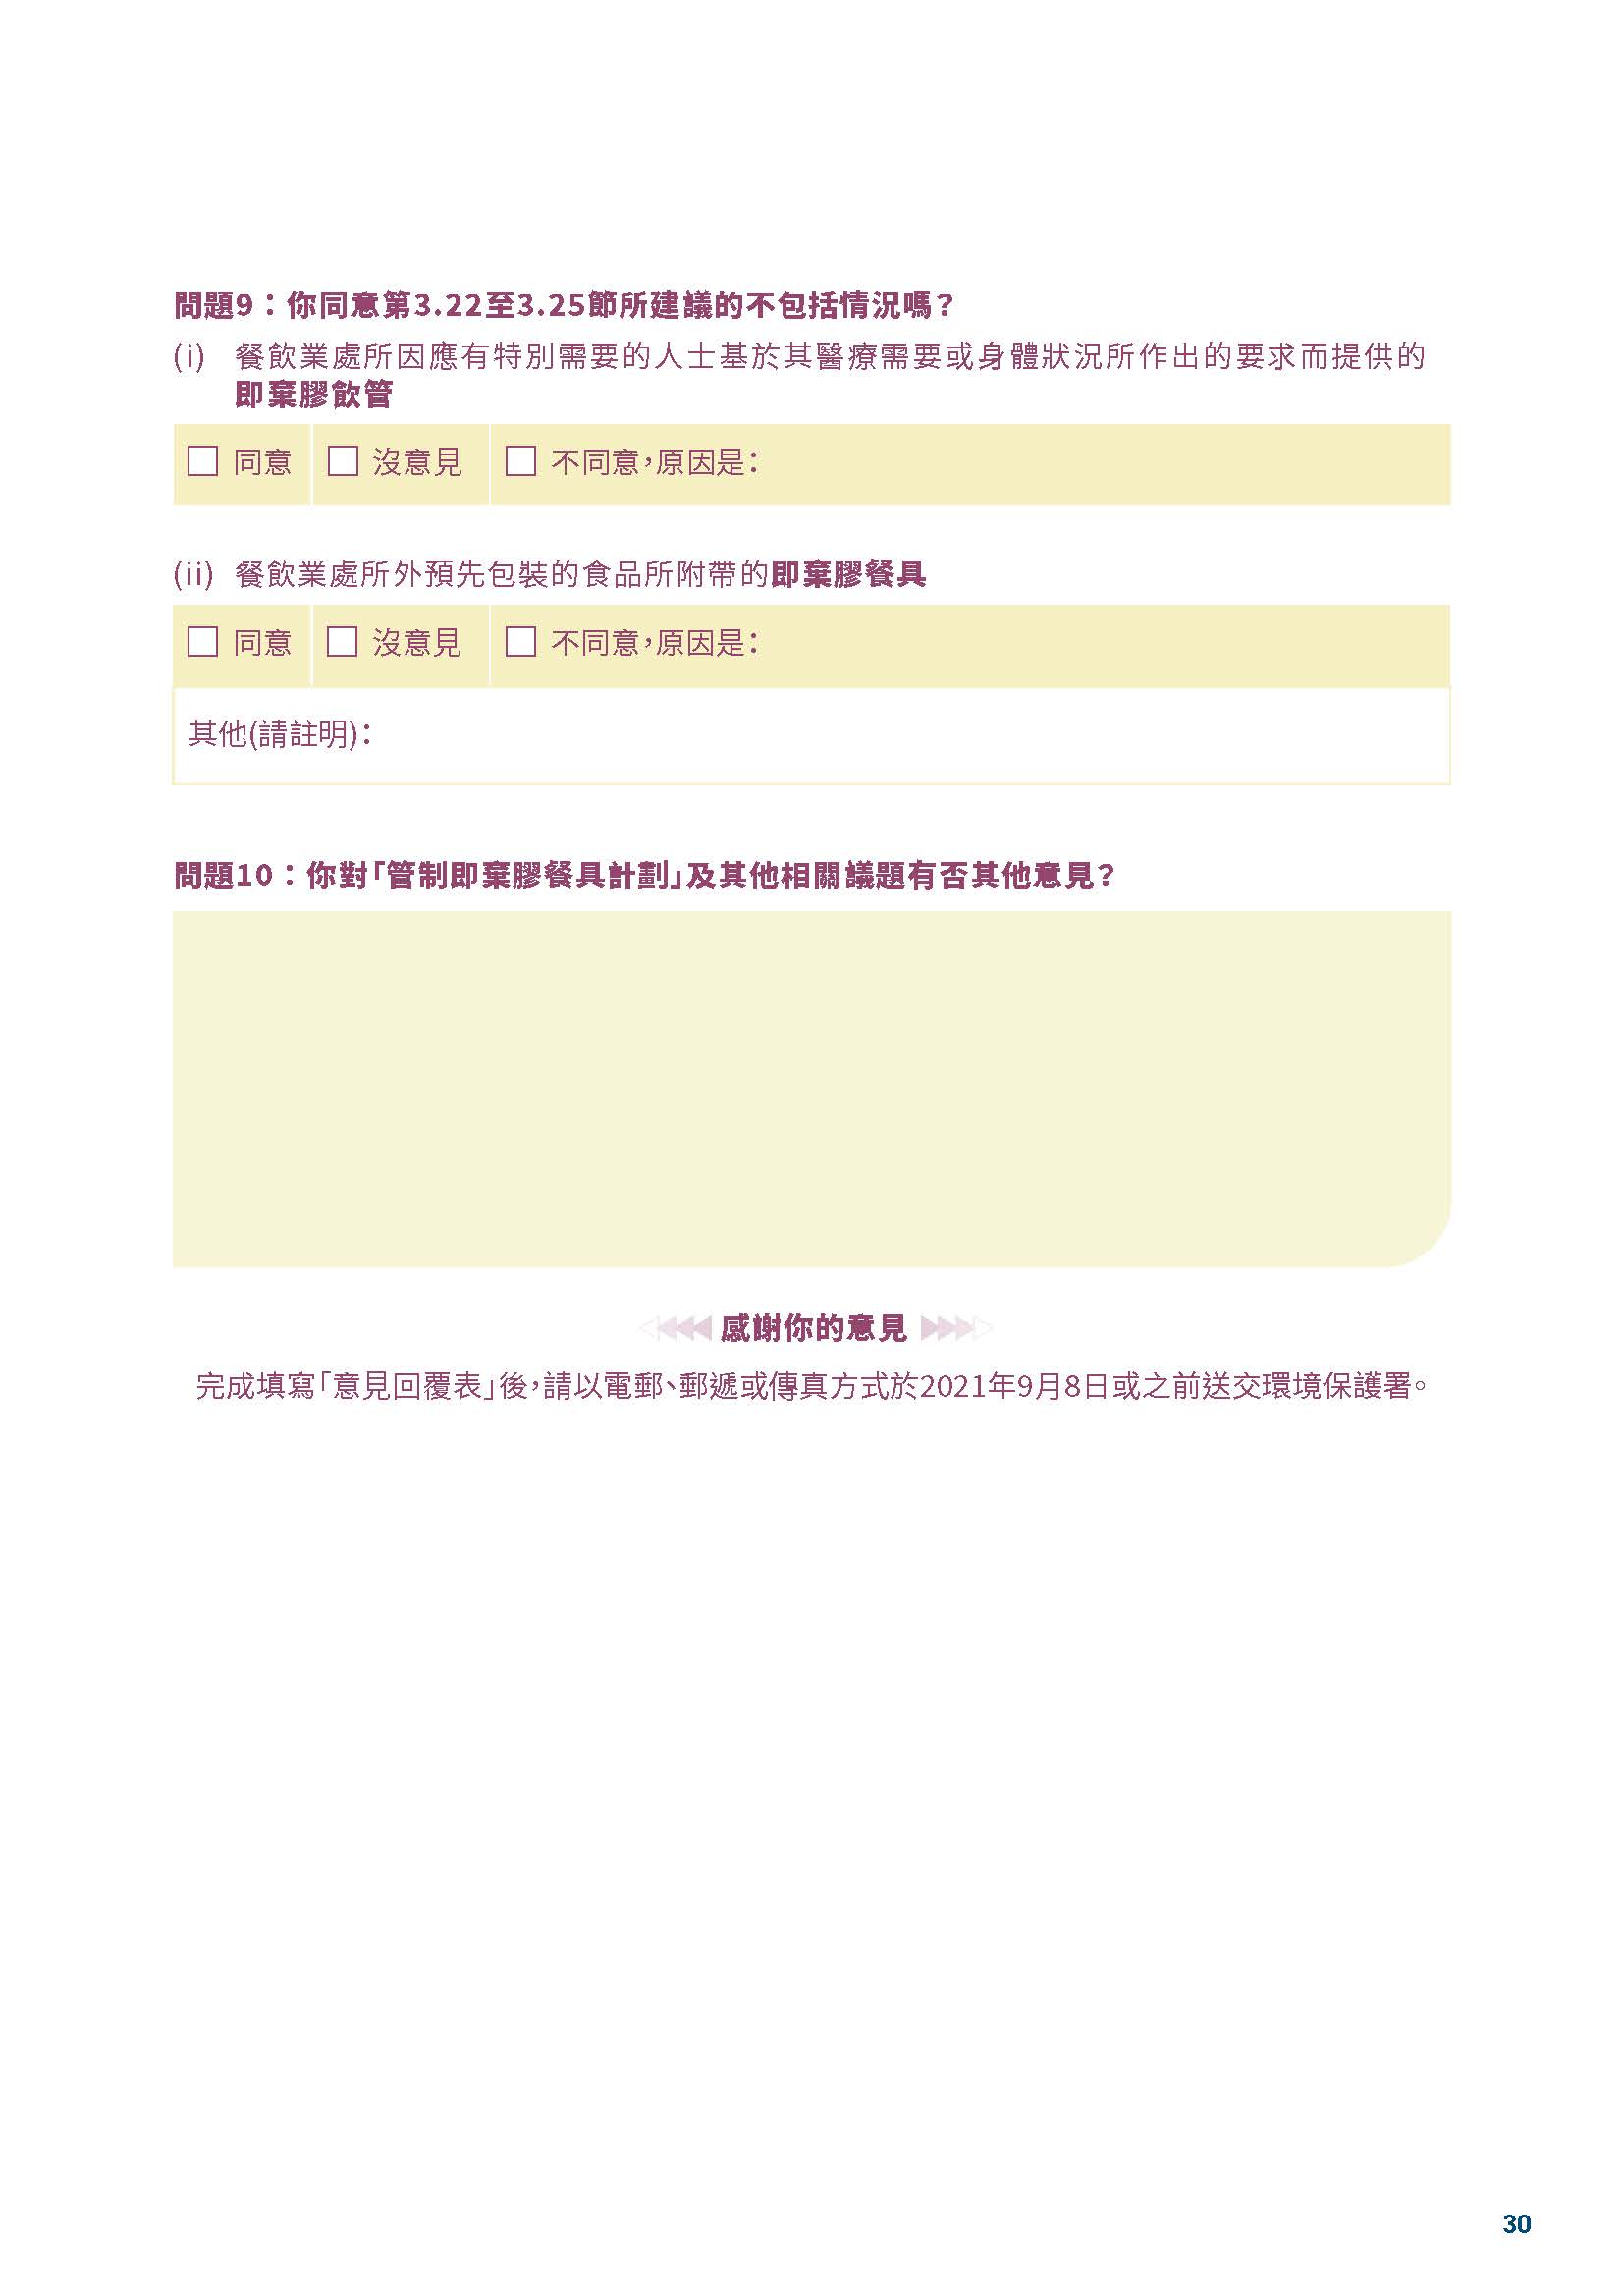 問題9：你同意第3.22至3.25節所建議的不包括情況嗎？
(i) 餐飲業處所因應有特別需要的人士基於其醫療需要或身體狀況所作出的要求而提供的
即棄膠飲管
同意 沒意見 不同意，原因是：
(ii) 餐飲業處所外預先包裝的食品所附帶的即棄膠餐具
同意 沒意見 不同意，原因是：
其他(請註明)：
問題10：你對「管制即棄膠餐具計劃」及其他相關議題有否其他意見？
感謝你的意見
完成填寫「意見回覆表」後，請以電郵、郵遞或傳真方式於2021年9月8日或之前送交環境保護署。
30